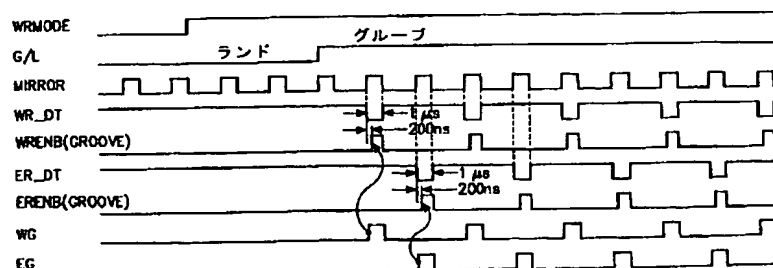 WRMODE
グルーブ
G/L ランド
MIRROR
WR_DT 1 μs
200ns
WRENB(GROOVE)
ER_DT 1 μs
200ns
ERENB(GROOVE)
WG
EG